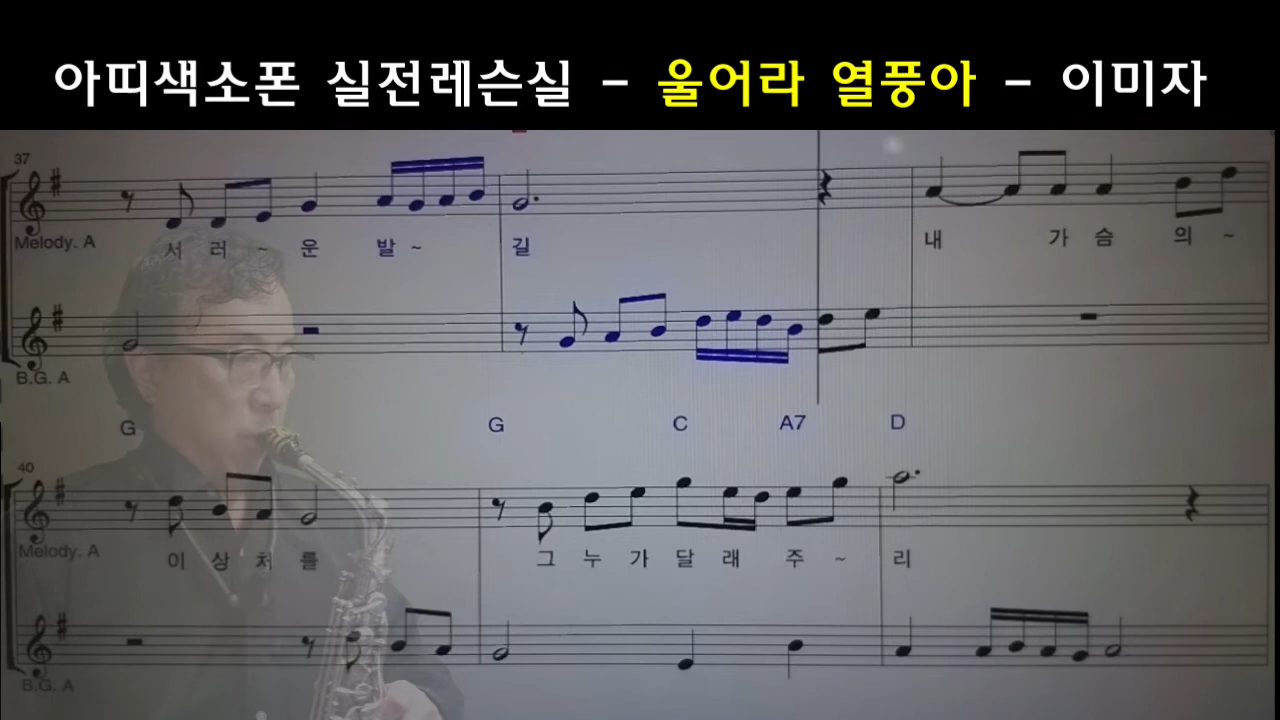 아띠색소폰 실전레슨실 - 울어라 열풍아 - 이미자
37
Melody. A
서 러 ~ 운 발 ~ 길 내 가 슴 의 ~
B.G. A
G G C A7 D
40
Melody. A
이 상 처 를 그 누 가 달 래 주 ~ 리
B.G. A